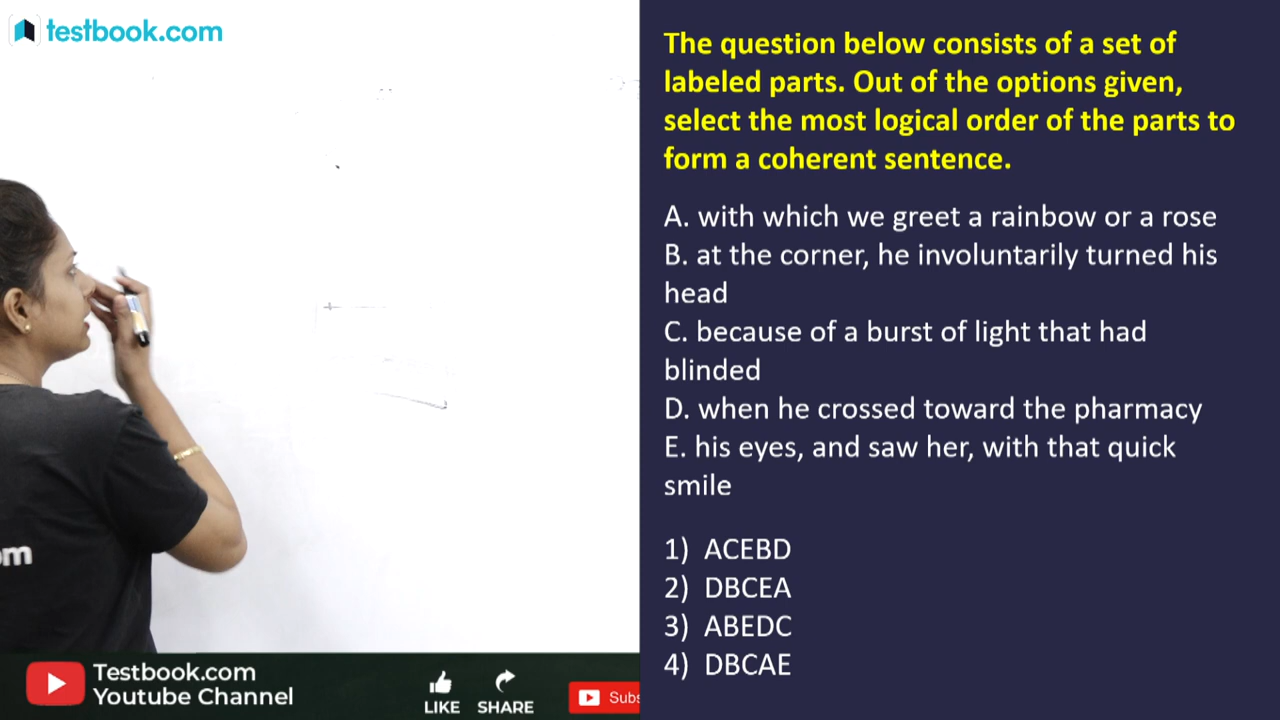 testbook.com
The question below consists of a set of
labeled parts. Out of the options given,
select the most logical order of the parts to
form a coherent sentence.
A. with which we greet a rainbow or a rose
B. at the corner, he involuntarily turned his
head
C. because of a burst of light that had
blinded
D. when he crossed toward the pharmacy
E. his eyes, and saw her, with that quick
smile
1) ACEBD
2) DBCEA
3) ABEDC
4) DBCAE
om
Testbook.com
Youtube Channel
LIKE
SHARE
Subs